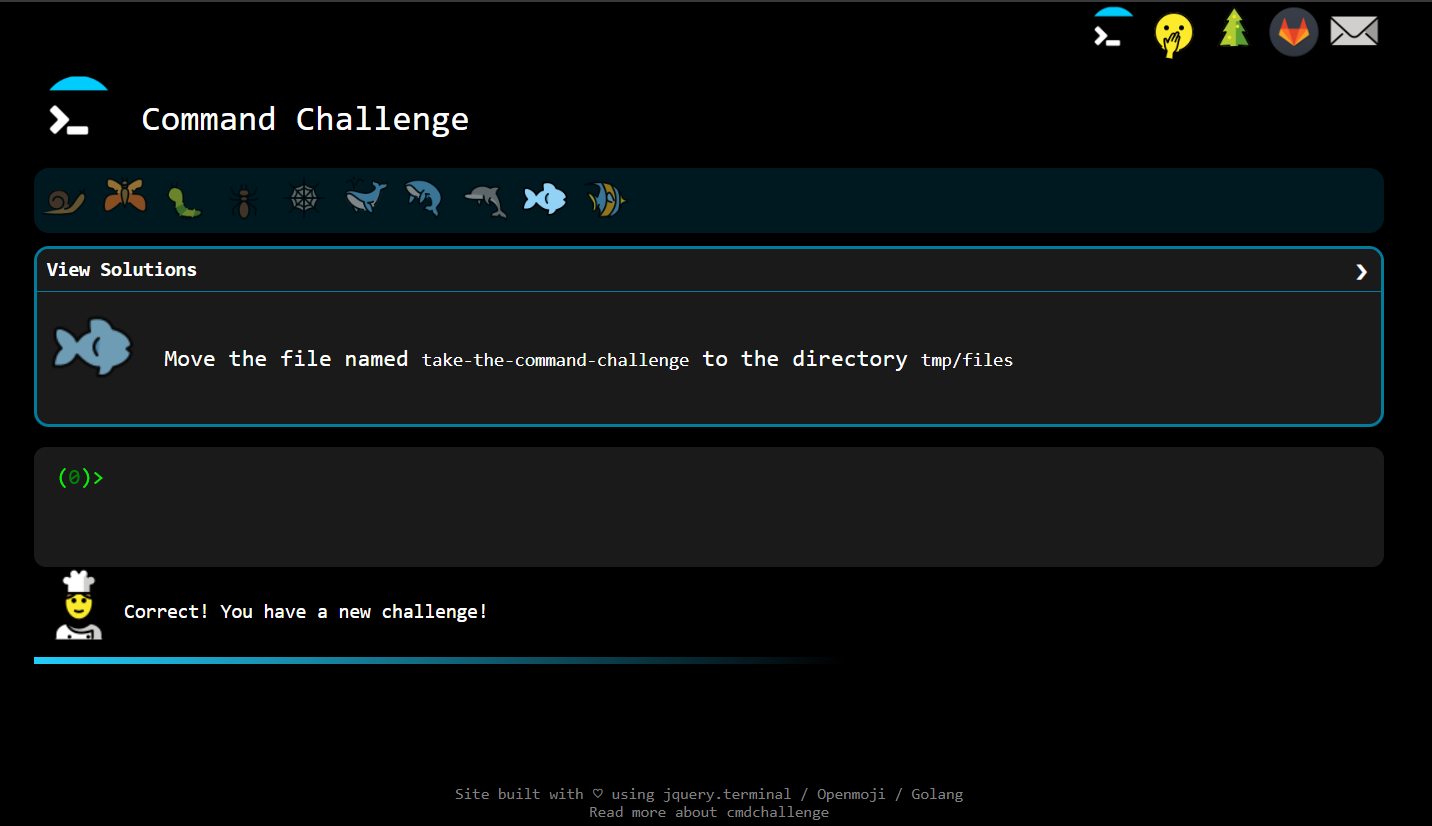 Command Challenge
View Solutions
Move the file named take-the-command-challenge to the directory tmp/files
(0)>
Correct! You have a new challenge!
Site built with ♡ using jquery.terminal / Openmoji / Golang
Read more about cmdchallenge